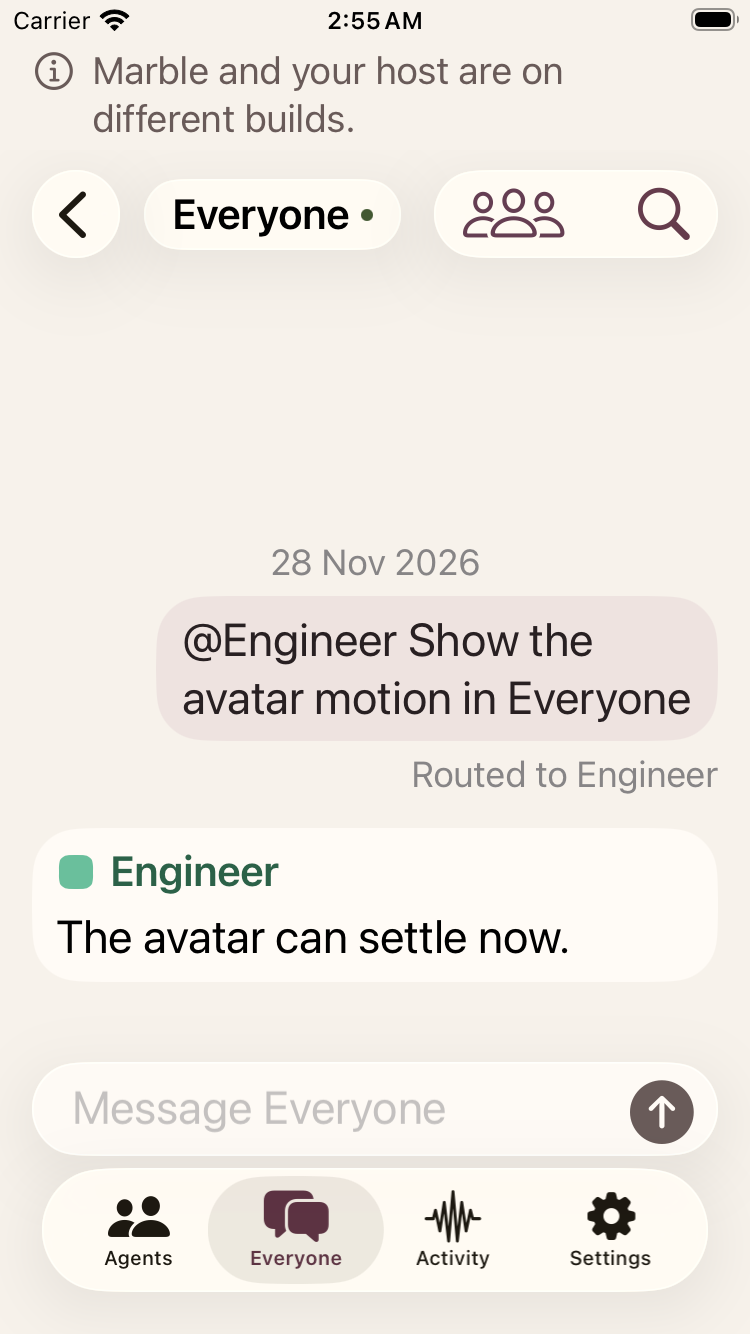 Carrier
2:55 AM
Marble and your host are on
different builds.
Everyone
28 Nov 2026
@Engineer Show the
avatar motion in Everyone
Routed to Engineer
Engineer
The avatar can settle now.
Message Everyone
Agents
Everyone
Activity
Settings